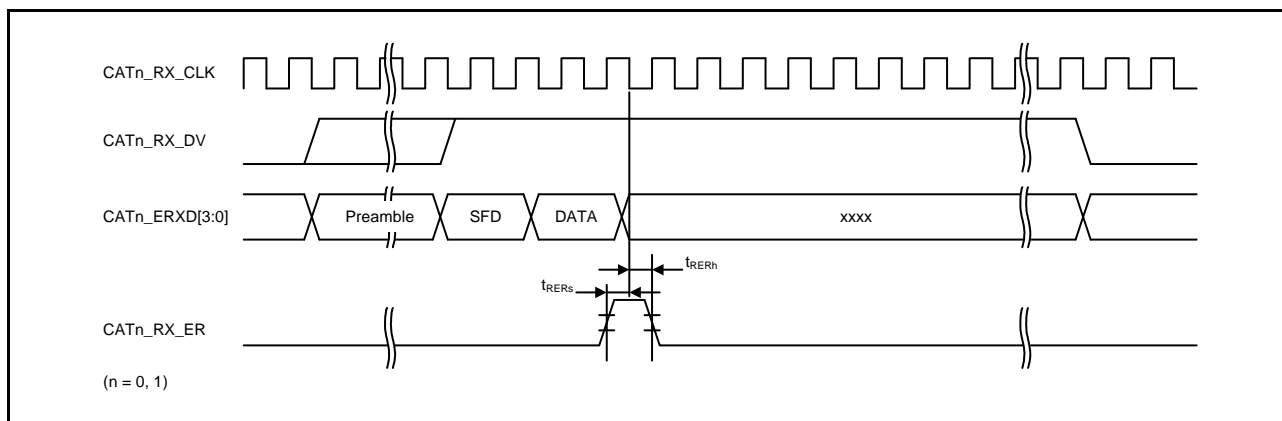 CATn_RX_CLK
CATn_RX_DV
CATn_ERXD[3:0]
Preamble
SFD
DATA
xxxx
tRERh
tRERs
CATn_RX_ER
(n = 0, 1)